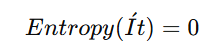 Entropy(Ít) = 0